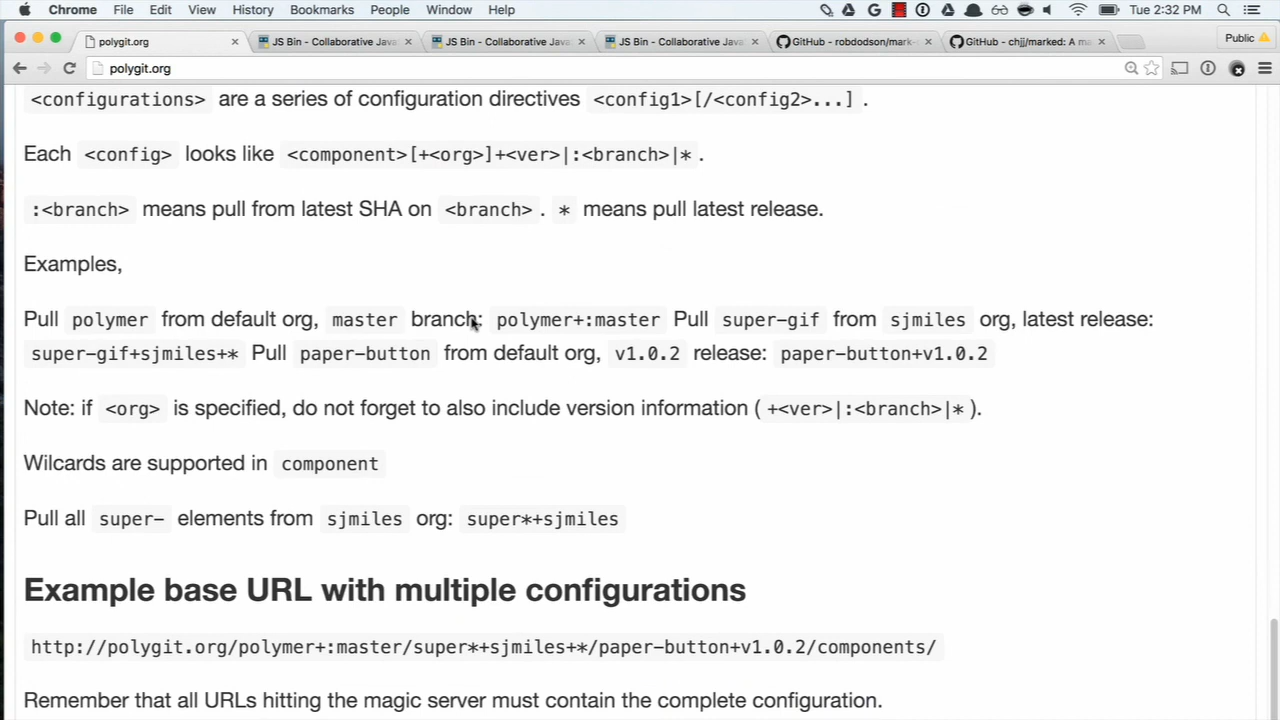 Chrome File Edit View History Bookmarks People Window Help Tue 2:32 PM
polygit.org JS Bin - Collaborative Java JS Bin - Collaborative Java JS Bin - Collaborative Java GitHub - robdodson/mark- GitHub - chjj/marked: A ma Public
polygit.org
<configurations> are a series of configuration directives <config1>[/<config2>...] .
Each <config> looks like <component>[+<org>]+<ver>|:<branch>|* .
:<branch> means pull from latest SHA on <branch> . * means pull latest release.
Examples,
Pull polymer from default org, master branch: polymer+:master Pull super-gif from sjmiles org, latest release:
super-gif+sjmiles+* Pull paper-button from default org, v1.0.2 release: paper-button+v1.0.2
Note: if <org> is specified, do not forget to also include version information ( +<ver>|:<branch>|* ).
Wilcards are supported in component
Pull all super- elements from sjmiles org: super*+sjmiles
Example base URL with multiple configurations
http://polygit.org/polymer+:master/super*+sjmiles+*/paper-button+v1.0.2/components/
Remember that all URLs hitting the magic server must contain the complete configuration.